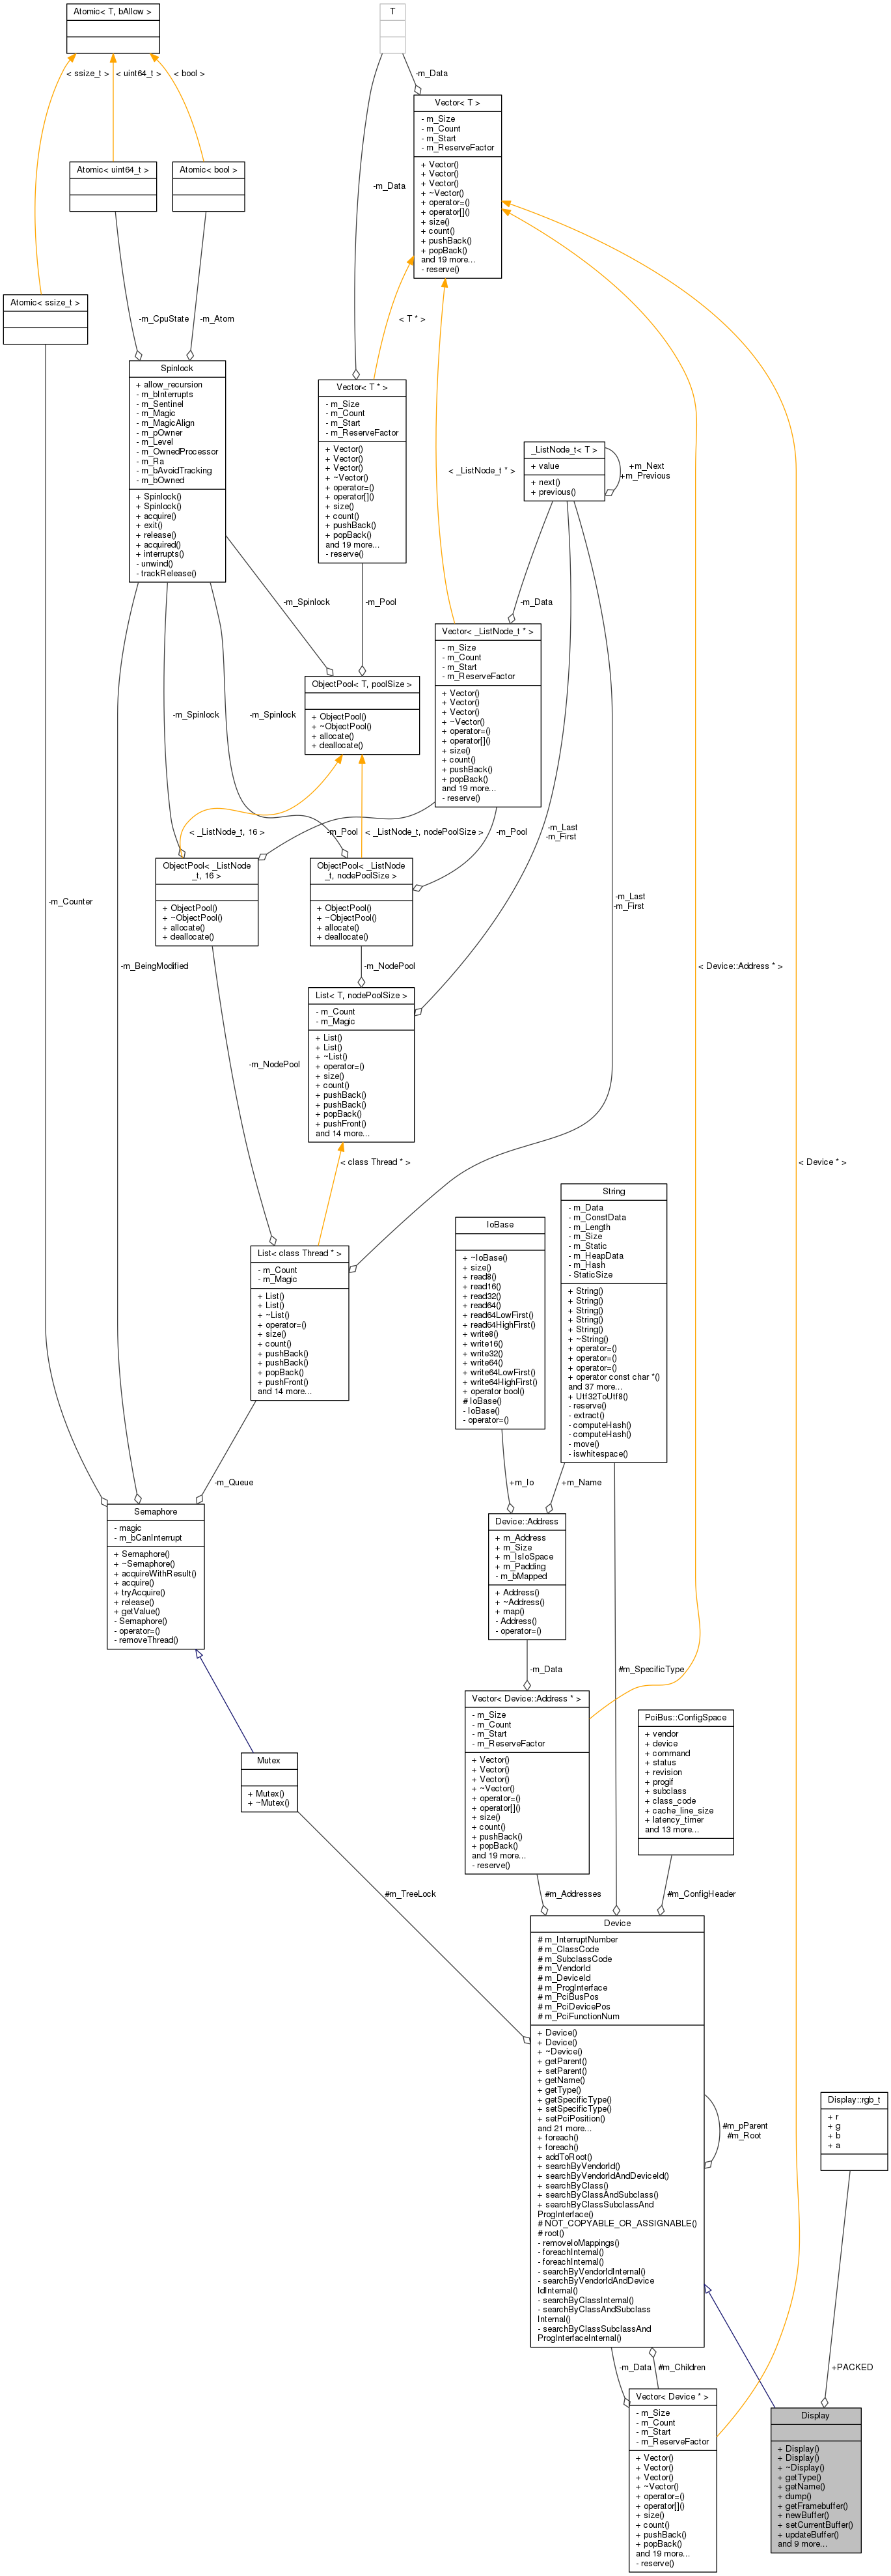 Atomic< T, bAllow >
T
< ssize_t >
< uint64_t >
< bool >
-m_Data
Vector< T >
- m_Size
- m_Count
- m_Start
- m_ReserveFactor
+ Vector()
+ Vector()
+ Vector()
+ ~Vector()
+ operator=()
+ operator[]()
+ size()
+ count()
+ pushBack()
+ popBack()
and 19 more...
- reserve()
Atomic< uint64_t >
Atomic< bool >
-m_Data
Atomic< ssize_t >
-m_CpuState
-m_Atom
< T * >
Spinlock
+ allow_recursion
- m_bInterrupts
- m_Sentinel
- m_Magic
- m_MagicAlign
- m_pOwner
- m_Level
- m_OwnedProcessor
- m_Ra
- m_bAvoidTracking
- m_bOwned
+ Spinlock()
+ Spinlock()
+ acquire()
+ exit()
+ release()
+ acquired()
+ interrupts()
- unwind()
- trackRelease()
Vector< T * >
- m_Size
- m_Count
- m_Start
- m_ReserveFactor
+ Vector()
+ Vector()
+ Vector()
+ ~Vector()
+ operator=()
+ operator[]()
+ size()
+ count()
+ pushBack()
+ popBack()
and 19 more...
- reserve()
< _ListNode_t * >
_ListNode_t< T >
+ value
+ next()
+ previous()
+m_Next
+m_Previous
-m_Spinlock
-m_Pool
-m_Data
Vector< _ListNode_t * >
- m_Size
- m_Count
- m_Start
- m_ReserveFactor
+ Vector()
+ Vector()
+ Vector()
+ ~Vector()
+ operator=()
+ operator[]()
+ size()
+ count()
+ pushBack()
+ popBack()
and 19 more...
- reserve()
ObjectPool< T, poolSize >
+ ObjectPool()
+ ~ObjectPool()
+ allocate()
+ deallocate()
-m_Spinlock
-m_Spinlock
< _ListNode_t, 16 >
-m_Pool
< _ListNode_t, nodePoolSize >
-m_Pool
-m_Last
-m_First
ObjectPool< _ListNode
_t, 16 >
+ ObjectPool()
+ ~ObjectPool()
+ allocate()
+ deallocate()
ObjectPool< _ListNode
_t, nodePoolSize >
+ ObjectPool()
+ ~ObjectPool()
+ allocate()
+ deallocate()
-m_Counter
-m_Last
-m_First
-m_BeingModified
-m_NodePool
< Device::Address * >
List< T, nodePoolSize >
- m_Count
- m_Magic
+ List()
+ List()
+ ~List()
+ operator=()
+ size()
+ count()
+ pushBack()
+ pushBack()
+ popBack()
+ pushFront()
and 14 more...
-m_NodePool
< class Thread * >
< Device * >
List< class Thread * >
- m_Count
- m_Magic
+ List()
+ List()
+ ~List()
+ operator=()
+ size()
+ count()
+ pushBack()
+ pushBack()
+ popBack()
+ pushFront()
and 14 more...
IoBase
+ ~IoBase()
+ size()
+ read8()
+ read16()
+ read32()
+ read64()
+ read64LowFirst()
+ read64HighFirst()
+ write8()
+ write16()
+ write32()
+ write64()
+ write64LowFirst()
+ write64HighFirst()
+ operator bool()
# IoBase()
- IoBase()
- operator=()
String
- m_Data
- m_ConstData
- m_Length
- m_Size
- m_Static
- m_HeapData
- m_Hash
- StaticSize
+ String()
+ String()
+ String()
+ String()
+ String()
+ ~String()
+ operator=()
+ operator=()
+ operator=()
+ operator const char *()
and 37 more...
+ Utf32ToUtf8()
- reserve()
- extract()
- computeHash()
- computeHash()
- move()
- iswhitespace()
-m_Queue
+m_Io
+m_Name
Semaphore
- magic
- m_bCanInterrupt
+ Semaphore()
+ ~Semaphore()
+ acquireWithResult()
+ acquire()
+ tryAcquire()
+ release()
+ getValue()
- Semaphore()
- operator=()
- removeThread()
Device::Address
+ m_Address
+ m_Size
+ m_IsIoSpace
+ m_Padding
- m_bMapped
+ Address()
+ ~Address()
+ map()
- Address()
- operator=()
-m_Data
#m_SpecificType
Vector< Device::Address * >
- m_Size
- m_Count
- m_Start
- m_ReserveFactor
+ Vector()
+ Vector()
+ Vector()
+ ~Vector()
+ operator=()
+ operator[]()
+ size()
+ count()
+ pushBack()
+ popBack()
and 19 more...
- reserve()
PciBus::ConfigSpace
+ vendor
+ device
+ command
+ status
+ revision
+ progif
+ subclass
+ class_code
+ cache_line_size
+ latency_timer
and 13 more...
Mutex
+ Mutex()
+ ~Mutex()
#m_TreeLock
#m_Addresses
#m_ConfigHeader
Device
# m_InterruptNumber
# m_ClassCode
# m_SubclassCode
# m_VendorId
# m_DeviceId
# m_ProgInterface
# m_PciBusPos
# m_PciDevicePos
# m_PciFunctionNum
+ Device()
+ Device()
+ ~Device()
+ getParent()
+ setParent()
+ getName()
+ getType()
+ getSpecificType()
+ setSpecificType()
+ setPciPosition()
and 21 more...
+ foreach()
+ foreach()
+ addToRoot()
+ searchByVendorId()
+ searchByVendorIdAndDeviceId()
+ searchByClass()
+ searchByClassAndSubclass()
+ searchByClassSubclassAnd
ProgInterface()
# NOT_COPYABLE_OR_ASSIGNABLE()
# root()
- removeIoMappings()
- foreachInternal()
- foreachInternal()
- searchByVendorIdInternal()
- searchByVendorIdAndDevice
IdInternal()
- searchByClassInternal()
- searchByClassAndSubclass
Internal()
- searchByClassSubclassAnd
ProgInterfaceInternal()
#m_pParent
#m_Root
Display::rgb_t
+ r
+ g
+ b
+ a
-m_Data
#m_Children
+PACKED
Vector< Device * >
- m_Size
- m_Count
- m_Start
- m_ReserveFactor
+ Vector()
+ Vector()
+ Vector()
+ ~Vector()
+ operator=()
+ operator[]()
+ size()
+ count()
+ pushBack()
+ popBack()
and 19 more...
- reserve()
Display
+ Display()
+ Display()
+ ~Display()
+ getType()
+ getName()
+ dump()
+ getFramebuffer()
+ newBuffer()
+ setCurrentBuffer()
+ updateBuffer()
and 9 more...